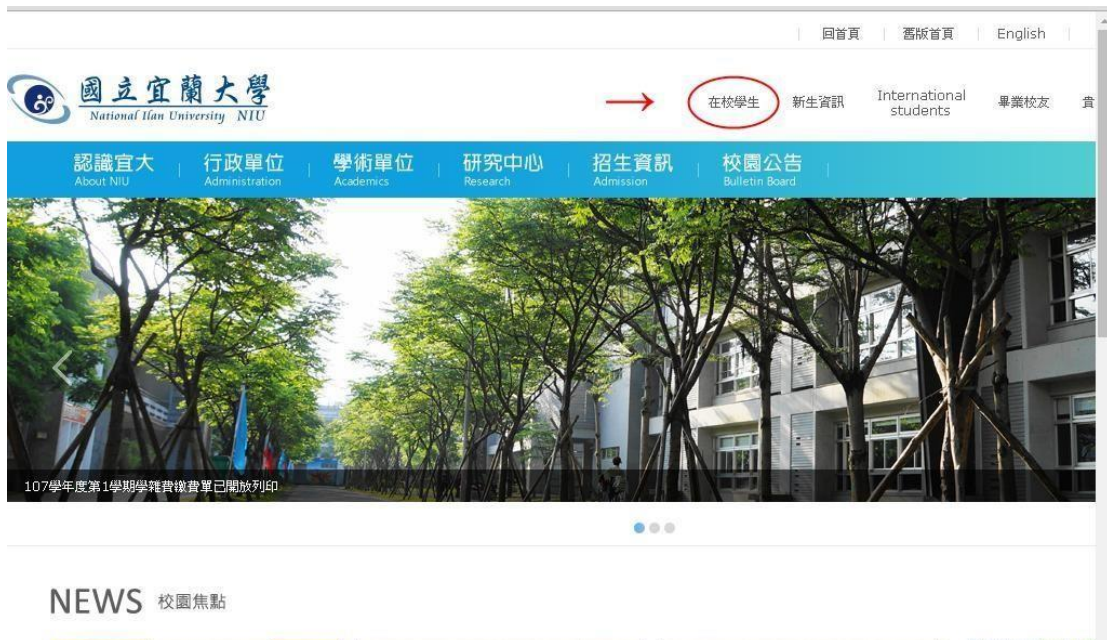 回首頁 舊版首頁 English
國立宜蘭大學
National Ilan University NIU
在校學生 新生資訊 International students 畢業校友 貴
認識宜大 行政單位 學術單位 研究中心 招生資訊 校園公告
About NIU Administration Academics Research Admission Bulletin Board
107學年度第1學期學雜費繳費單已開放列印
NEWS 校園焦點